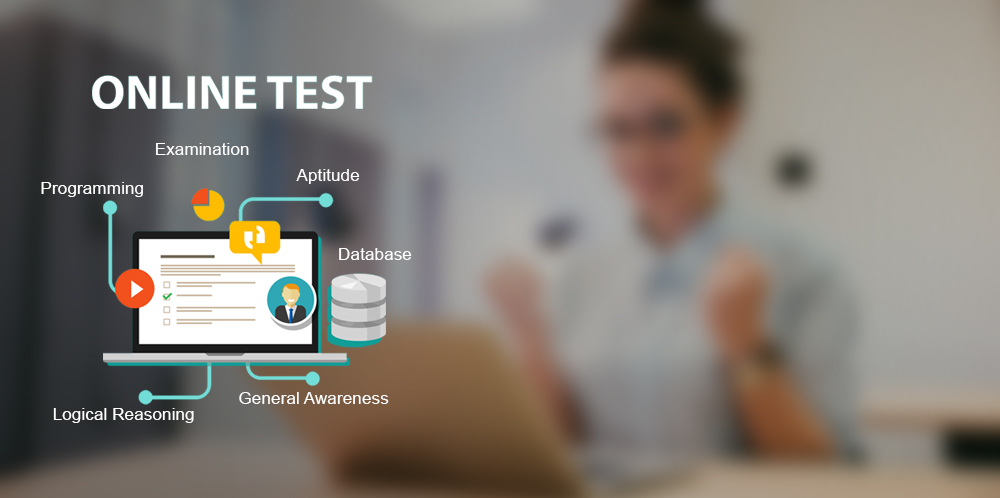 ONLINE TEST
Examination
Aptitude
Programming
Database
General Awareness
Logical Reasoning